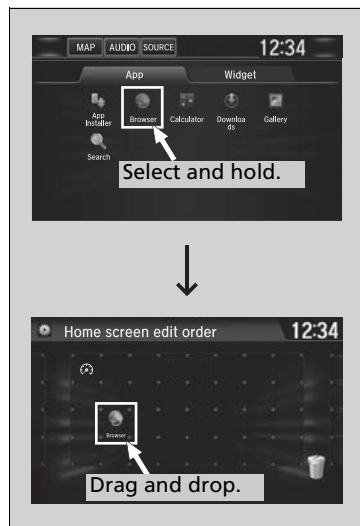 MAP AUDIO SOURCE 12:34
App Widget
App Installer Browser Calculator Downloa ds Gallery
Search
Select and hold.
Home screen edit order 12:34
Browser
Drag and drop.